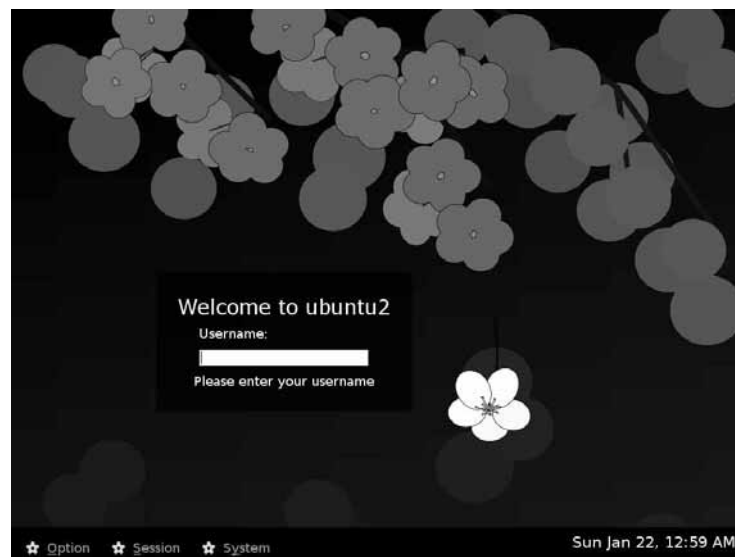 Welcome to ubuntu2
Username:
Please enter your username
Option Session System Sun Jan 22, 12:59 AM